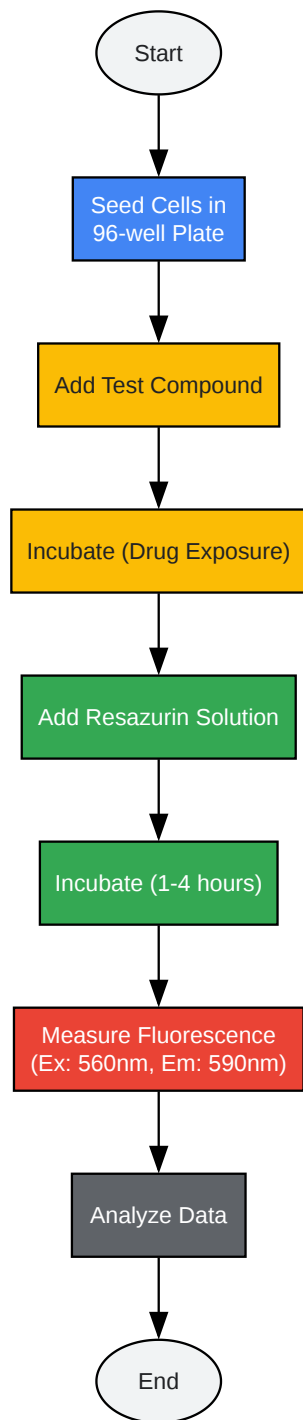 Start
Seed Cells in
96-well Plate
Add Test Compound
Incubate (Drug Exposure)
Add Resazurin Solution
Incubate (1-4 hours)
Measure Fluorescence
(Ex: 560nm, Em: 590nm)
Analyze Data
End